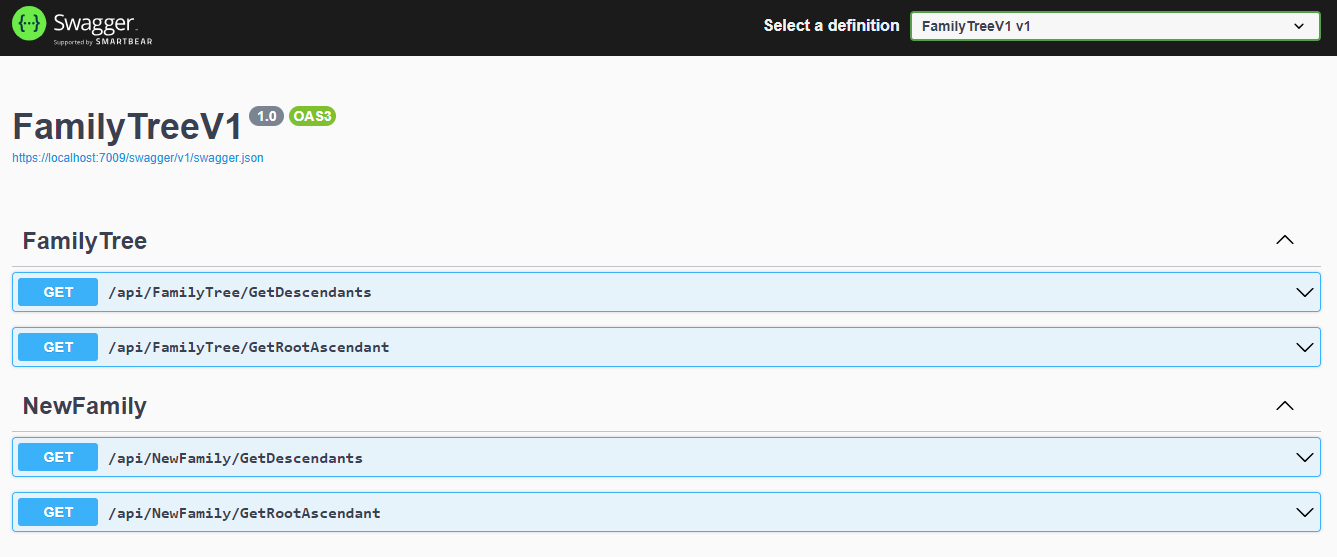 Swagger
Supported by SMARTBEAR
Select a definition
FamilyTreeV1 v1
FamilyTreeV1 1.0 OAS3
https://localhost:7009/swagger/v1/swagger.json
FamilyTree
GET /api/FamilyTree/GetDescendants
GET /api/FamilyTree/GetRootAscendant
NewFamily
GET /api/NewFamily/GetDescendants
GET /api/NewFamily/GetRootAscendant